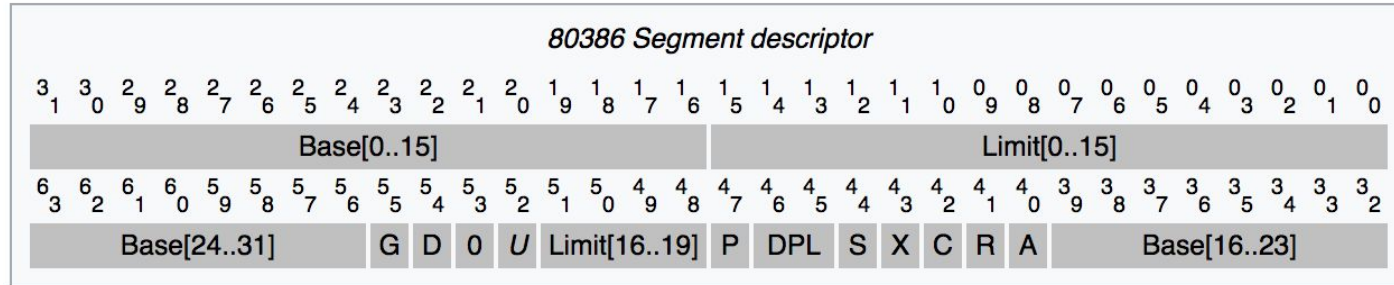 80386 Segment descriptor
31 30 29 28 27 26 25 24 23 22 21 20 19 18 17 16 15 14 13 12 11 10 09 08 07 06 05 04 03 02 01 00
Base[0..15] Limit[0..15]
63 62 61 60 59 58 57 56 55 54 53 52 51 50 49 48 47 46 45 44 43 42 41 40 39 38 37 36 35 34 33 32
Base[24..31] G D 0 U Limit[16..19] P DPL S X C R A Base[16..23]